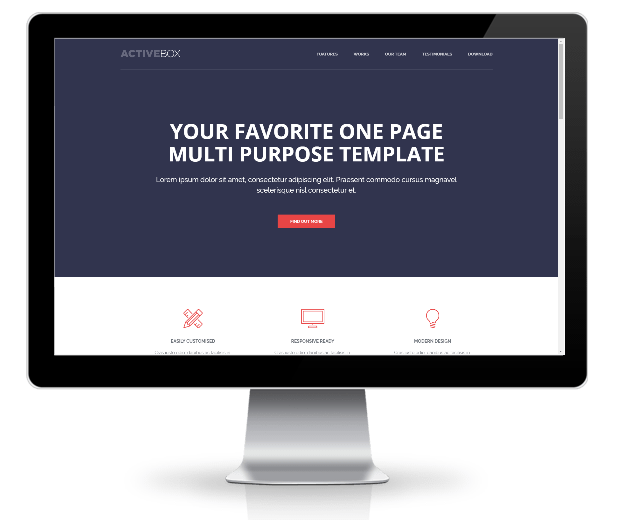 ACTIVEBOX
FEATURES WORKS OUR TEAM TESTIMONIALS DOWNLOAD
YOUR FAVORITE ONE PAGE
MULTI PURPOSE TEMPLATE
Lorem ipsum dolor sit amet, consectetur adipiscing elit. Praesent commodo cursus magnavel
scelerisque nisl consectetur et.
FIND OUT MORE
EASILY CUSTOMISED RESPONSIVE READY MODERN DESIGN